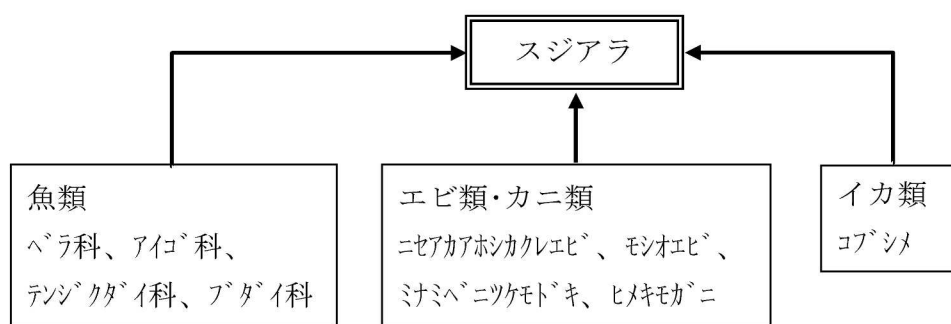 スジアラ
魚類
ﾍﾞﾗ科、ｱｲｺﾞ科、
ﾃﾝｼﾞｸﾀﾞｲ科、ﾌﾞﾀﾞｲ科
エビ類･カニ類
ﾆｾｱｶﾎｼｶｸﾚｴﾋﾞ、ﾓｼｵｴﾋﾞ、
ﾐﾅﾐﾍﾞﾆﾂｹﾓﾄﾞｷ、ﾋﾒｷﾓｶﾞﾆ
イカ類
ｺﾌﾞｼﾒ